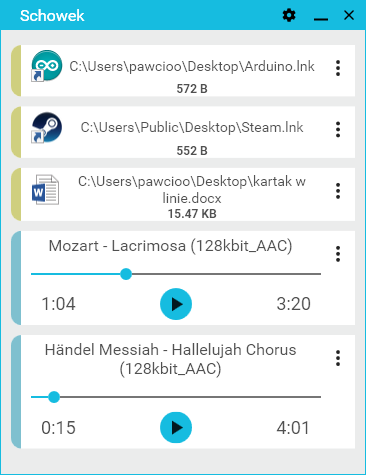 Schowek
C:\Users\pawcioo\Desktop\Arduino.lnk
572 B
C:\Users\Public\Desktop\Steam.lnk
552 B
C:\Users\pawcioo\Desktop\kartak w
linie.docx
15.47 KB
Mozart - Lacrimosa (128kbit_AAC)
1:04 3:20
Händel Messiah - Hallelujah Chorus
(128kbit_AAC)
0:15 4:01